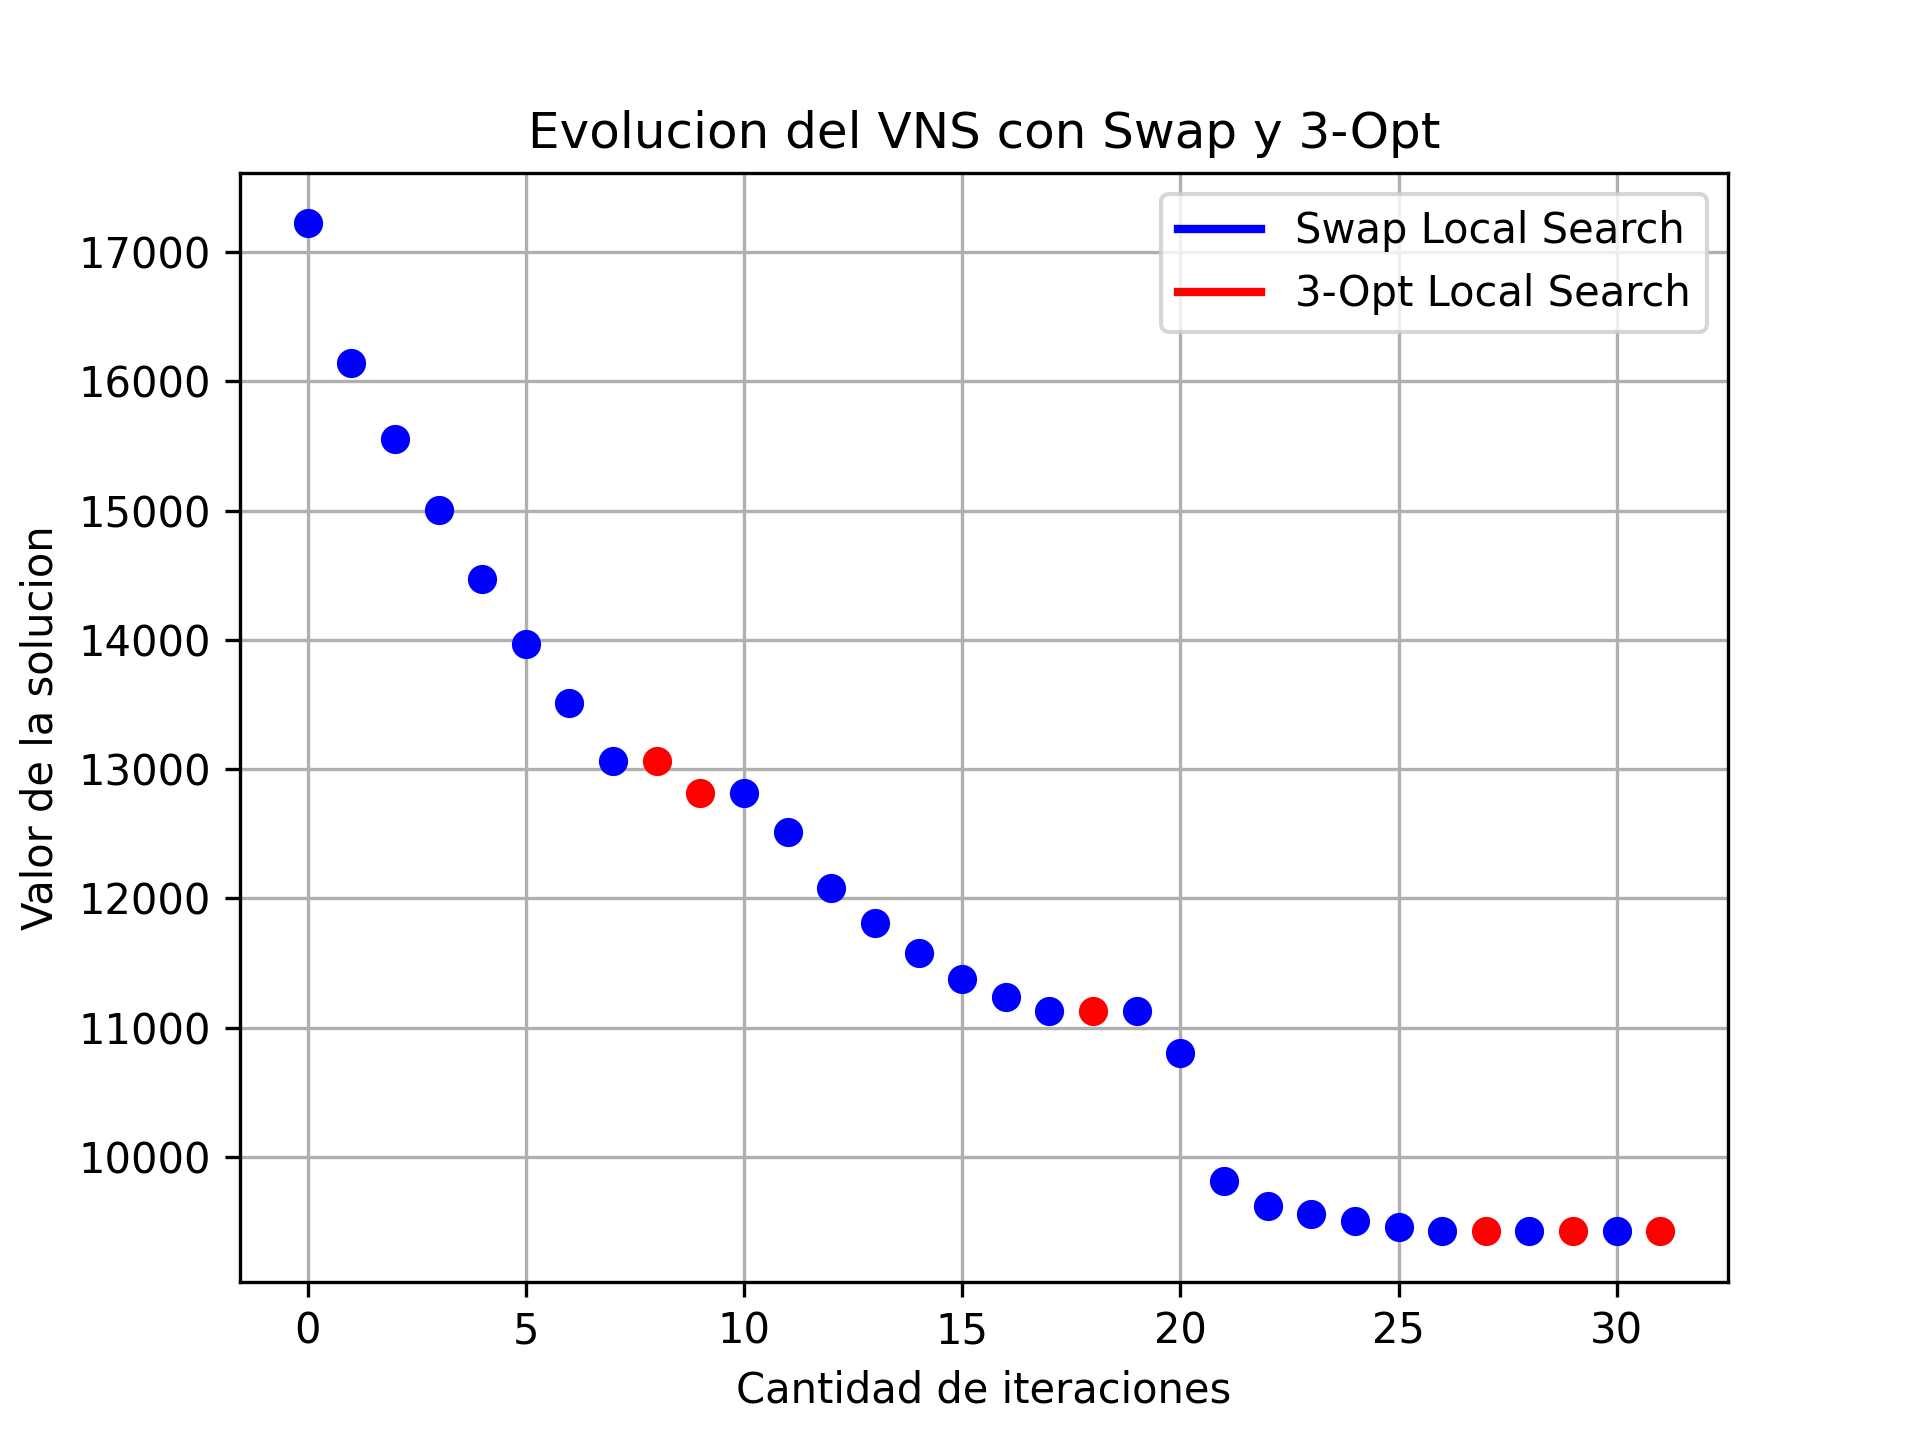 Evolucion del VNS con Swap y 3-Opt
Swap Local Search
3-Opt Local Search
Valor de la solucion
17000
16000
15000
14000
13000
12000
11000
10000
0 5 10 15 20 25 30
Cantidad de iteraciones